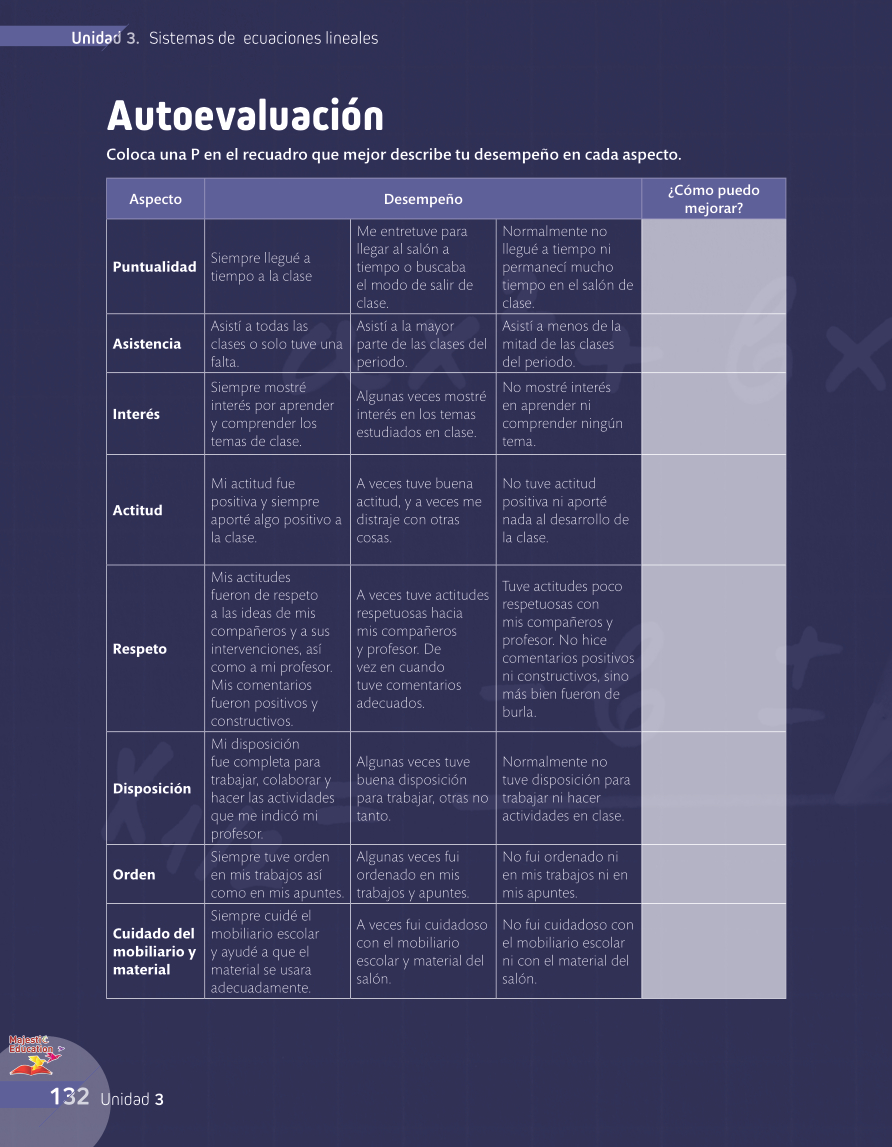 Unidad 3. Sistemas de ecuaciones lineales
Autoevaluación
Coloca una P en el recuadro que mejor describe tu desempeño en cada aspecto.
Aspecto
Desempeño
¿Cómo puedo
mejorar?
Puntualidad
Siempre llegué a
tiempo a la clase
Me entretuve para
llegar al salón a
tiempo o buscaba
el modo de salir de
clase.
Normalmente no
llegué a tiempo ni
permanecí mucho
tiempo en el salón de
clase.
Asistencia
Asistí a todas las
clases o solo tuve una
falta.
Asistí a la mayor
parte de las clases del
periodo.
Asistí a menos de la
mitad de las clases
del periodo.
Interés
Siempre mostré
interés por aprender
y comprender los
temas de clase.
Algunas veces mostré
interés en los temas
estudiados en clase.
No mostré interés
en aprender ni
comprender ningún
tema.
Actitud
Mi actitud fue
positiva y siempre
aporté algo positivo a
la clase.
A veces tuve buena
actitud, y a veces me
distraje con otras
cosas.
No tuve actitud
positiva ni aporté
nada al desarrollo de
la clase.
Respeto
Mis actitudes
fueron de respeto
a las ideas de mis
compañeros y a sus
intervenciones, así
como a mi profesor.
Mis comentarios
fueron positivos y
constructivos.
A veces tuve actitudes
respetuosas hacia
mis compañeros
y profesor. De
vez en cuando
tuve comentarios
adecuados.
Tuve actitudes poco
respetuosas con
mis compañeros y
profesor. No hice
comentarios positivos
ni constructivos, sino
más bien fueron de
burla.
Disposición
Mi disposición
fue completa para
trabajar, colaborar y
hacer las actividades
que me indicó mi
profesor.
Algunas veces tuve
buena disposición
para trabajar, otras no
tanto.
Normalmente no
tuve disposición para
trabajar ni hacer
actividades en clase.
Orden
Siempre tuve orden
en mis trabajos así
como en mis apuntes.
Algunas veces fui
ordenado en mis
trabajos y apuntes.
No fui ordenado ni
en mis trabajos ni en
mis apuntes.
Cuidado del
mobiliario y
material
Siempre cuidé el
mobiliario escolar
y ayudé a que el
material se usara
adecuadamente.
A veces fui cuidadoso
con el mobiliario
escolar y material del
salón.
No fui cuidadoso con
el mobiliario escolar
ni con el material del
salón.
Majestic
Education
132 Unidad 3